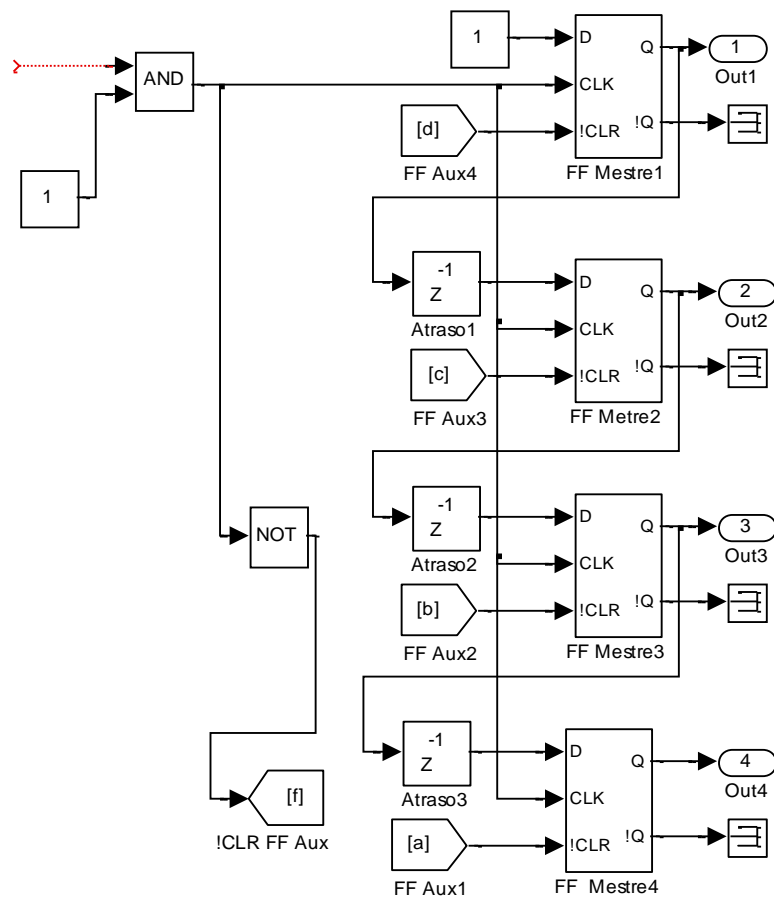 AND
1
1
D
CLK
!CLR
Q
!Q
1
Out1
[d]
FF Aux4
FF Mestre1
-1
Z
Atraso1
D
CLK
!CLR
Q
!Q
2
Out2
[c]
FF Aux3
FF Metre2
NOT
-1
Z
Atraso2
D
CLK
!CLR
Q
!Q
3
Out3
[b]
FF Aux2
FF Mestre3
[f]
!CLR FF Aux
-1
Z
Atraso3
D
CLK
!CLR
Q
!Q
4
Out4
[a]
FF Aux1
FF Mestre4